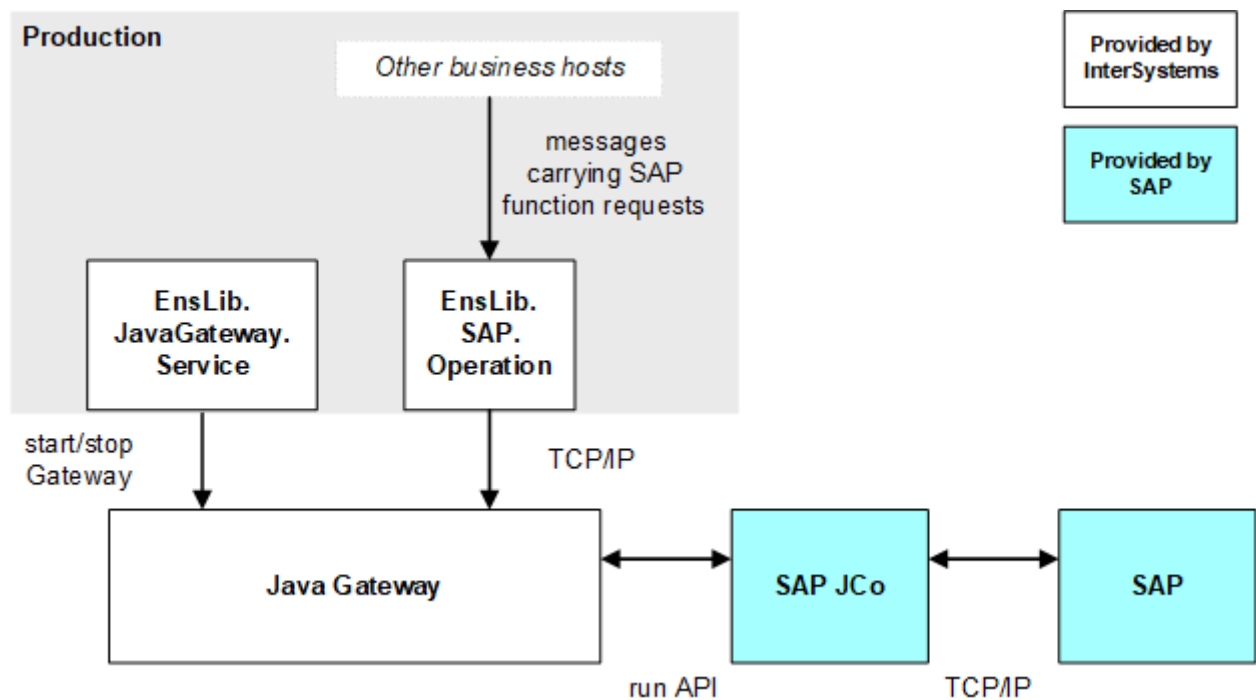 Production
Other business hosts
Provided by
InterSystems
Provided by
SAP
messages
carrying SAP
function requests
EnsLib.
JavaGateway.
Service
EnsLib.
SAP.
Operation
start/stop
Gateway
TCP/IP
Java Gateway
SAP JCo
SAP
run API
TCP/IP